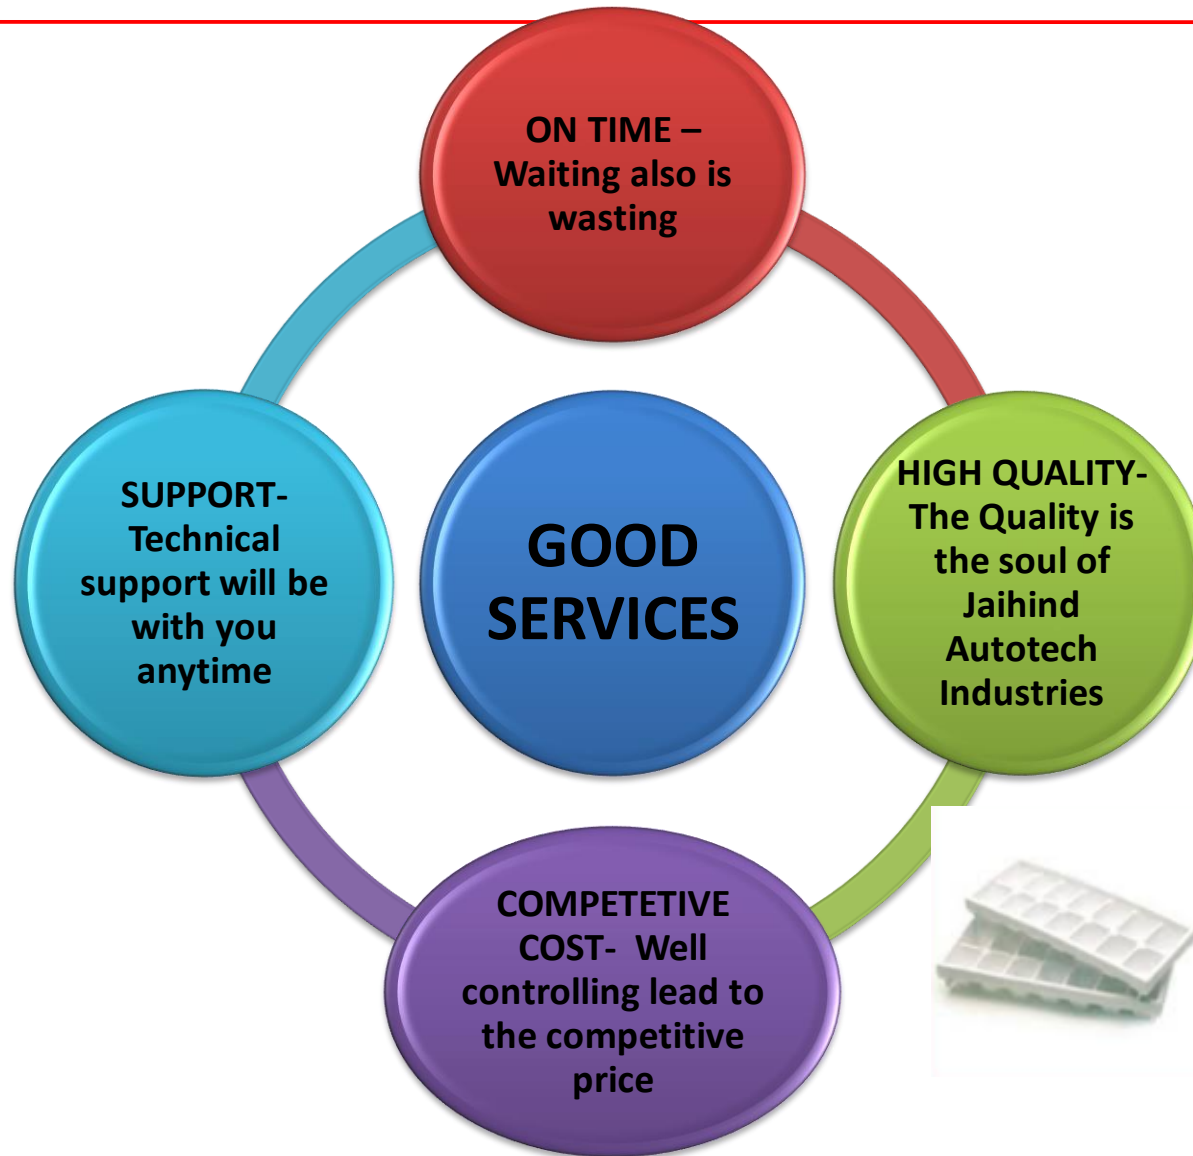 ON TIME –
Waiting also is
wasting
SUPPORT-
Technical
support will be
with you
anytime
GOOD
SERVICES
HIGH QUALITY-
The Quality is
the soul of
Jaihind
Autotech
Industries
COMPETETIVE
COST-  Well
controlling lead to
the competitive
price